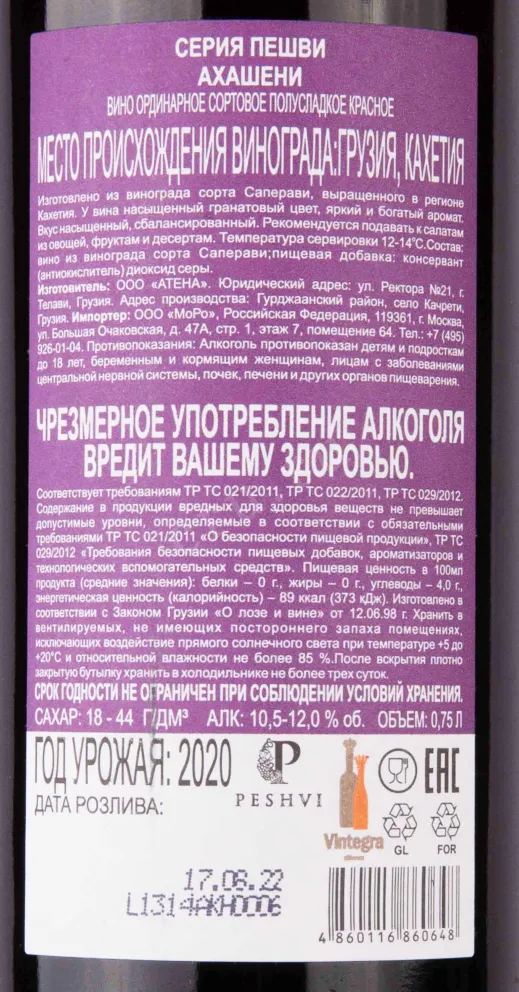 СЕРИЯ ПЕШВИ
АХАШЕНИ
ВИНО ОРДИНАРНОЕ СОРТОВОЕ ПОЛУСЛАДКОЕ КРАСНОЕ
МЕСТО ПРОИСХОЖДЕНИЯ ВИНОГРАДА:ГРУЗИЯ, КАХЕТИЯ
Изготовлено из винограда сорта Саперави, выращенного в регионе
Кахетия. У вина насыщенный гранатовый цвет, яркий и богатый аромат.
Вкус насыщенный, сбалансированный. Рекомендуется подавать к салатам
из овощей, фруктам и десертам. Температура сервировки 12-14°С.Состав:
вино из винограда сорта Саперави;пищевая добавка: консервант
(антиокислитель) диоксид серы.
Изготовитель: ООО «АТЕНА». Юридический адрес: ул. Ректора №21, г.
Телави, Грузия. Адрес производства: Гурджаанский район, село Качрети,
Грузия. Импортер: ООО «МоРо», Российская Федерация, 119361, г. Москва,
ул. Большая Очаковская, д. 47А, стр. 1, этаж 7, помещение 64. Тел.: +7 (495)
926-01-04. Противопоказания: Алкоголь противопоказан детям и подросткам
до 18 лет, беременным и кормящим женщинам, лицам с заболеваниями
центральной нервной системы, почек, печени и других органов пищеварения.
ЧРЕЗМЕРНОЕ УПОТРЕБЛЕНИЕ АЛКОГОЛЯ
ВРЕДИТ ВАШЕМУ ЗДОРОВЬЮ.
Соответствует требованиям ТР ТС 021/2011, ТР ТС 022/2011, ТР ТС 029/2012.
Содержание в продукции вредных для здоровья веществ не превышает
допустимые уровни, определяемые в соответствии с обязательными
требованиями ТР ТС 021/2011 «О безопасности пищевой продукции», ТР ТС
029/2012 «Требования безопасности пищевых добавок, ароматизаторов и
технологических вспомогательных средств». Пищевая ценность в 100мл
продукта (средние значения): белки – 0 г., жиры – 0 г., углеводы – 4,0 г.,
энергетическая ценность (калорийность) – 89 ккал (373 кДж). Изготовлено в
соответствии с Законом Грузии «О лозе и вине» от 12.06.98 г. Хранить в
вентилируемых, не имеющих постороннего запаха помещениях,
исключающих воздействие прямого солнечного света при температуре +5 до
+20°С и относительной влажности не более 85 %.После вскрытия плотно
закрытую бутылку хранить в холодильнике не более трех суток.
СРОК ГОДНОСТИ НЕ ОГРАНИЧЕН ПРИ СОБЛЮДЕНИИ УСЛОВИЙ ХРАНЕНИЯ.
САХАР: 18 - 44 Г/ДМ³ АЛК: 10,5-12,0 % об. ОБЪЕМ: 0,75 Л
ГОД УРОЖАЯ: 2020
ДАТА РОЗЛИВА:
P
PESHVI
Vintegra
EAC
GL
FOR
17.08.22
4 860116 860648